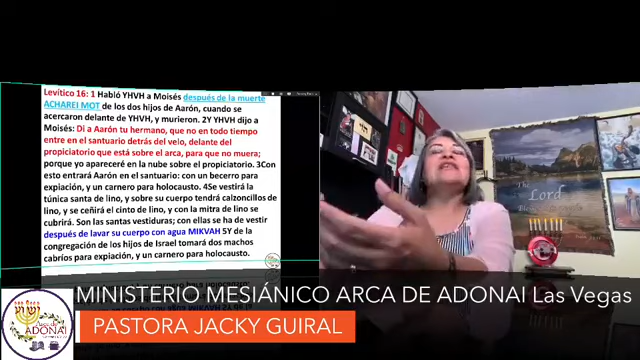 Levítico 16: 1 Habló YHVH a Moisés después de la muerte
ACHAREI MOT de los dos hijos de Aarón, cuando se
acercaron delante de YHVH, y murieron. 2Y YHVH dijo a
Moisés: Di a Aarón tu hermano, que no en todo tiempo
entre en el santuario detrás del velo, delante del
propiciatorio que está sobre el arca, para que no muera;
porque yo apareceré en la nube sobre el propiciatorio. 3Con
esto entrará Aarón en el santuario: con un becerro para
expiación, y un carnero para holocausto. 4Se vestirá la
túnica santa de lino, y sobre su cuerpo tendrá calzoncillos de
lino, y se ceñirá el cinto de lino, y con la mitra de lino se
cubrirá. Son las santas vestiduras; con ellas se ha de vestir
después de lavar su cuerpo con agua MIKVAH 5Y de la
congregación de los hijos de Israel tomará dos machos
cabríos para expiación, y un carnero para holocausto.
The
Lord
MINISTERIO MESIÁNICO ARCA DE ADONAI Las Vegas
PASTORA JACKY GUIRAL
Arca de
ADONAI